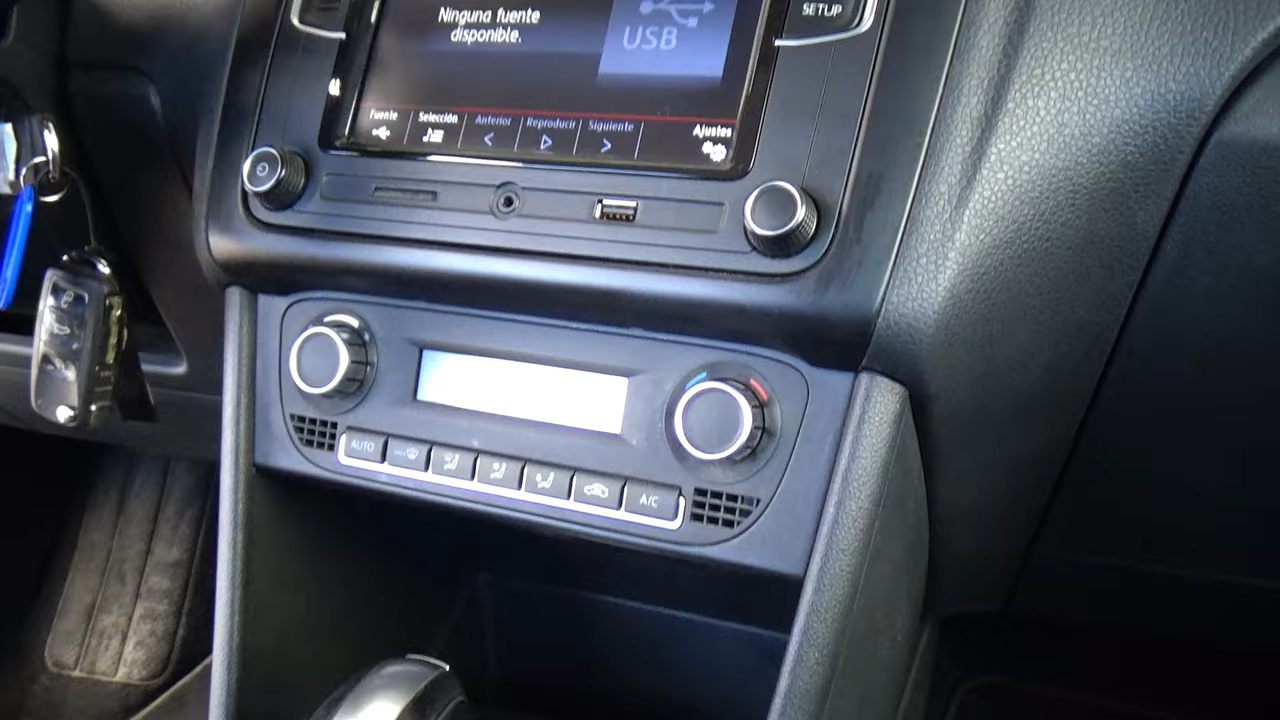 Ninguna fuente
disponible.
USB
SETUP
Fuente
Selección
Anterior
Reproducir
Siguiente
Ajustes
AUTO
A/C